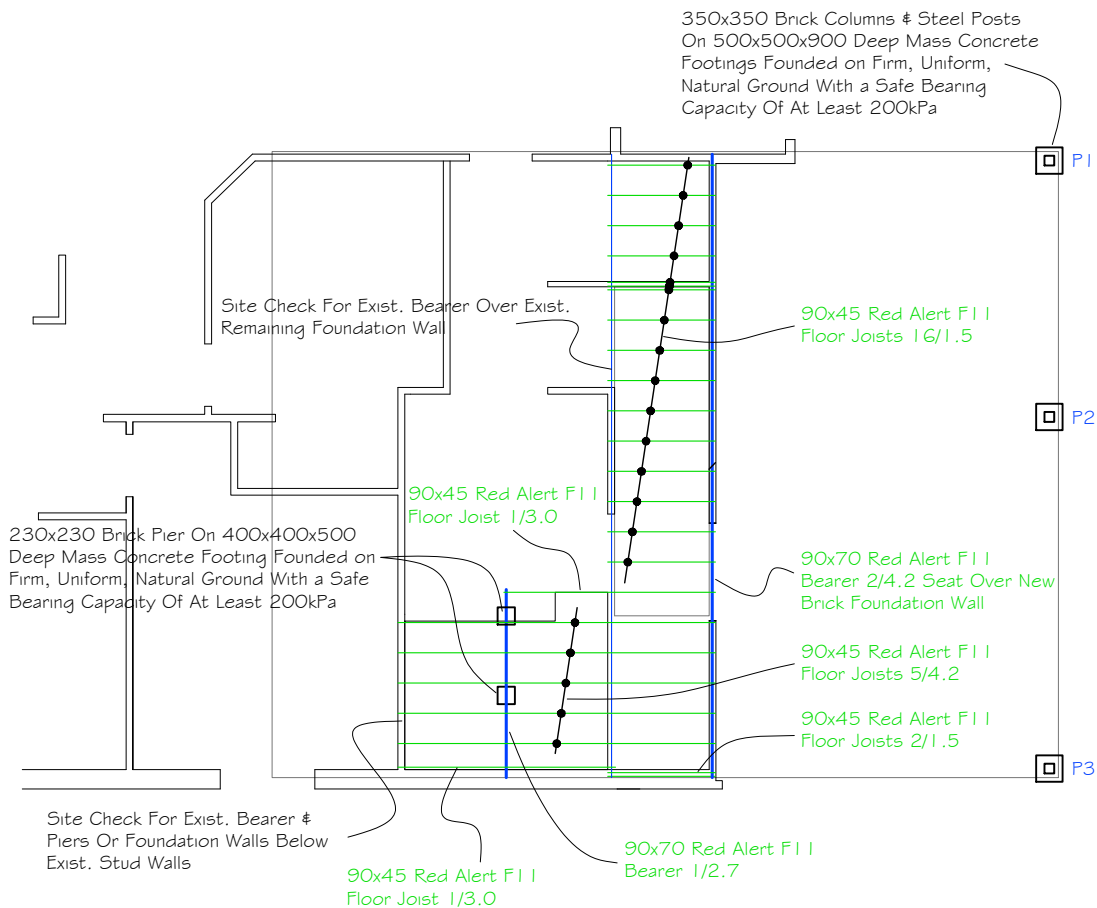 350x350 Brick Columns & Steel Posts
On 500x500x900 Deep Mass Concrete
Footings Founded on Firm, Uniform,
Natural Ground With a Safe Bearing
Capacity Of At Least 200kPa
P1
Site Check For Exist. Bearer Over Exist.
Remaining Foundation Wall
90x45 Red Alert F11
Floor Joists 16/1.5
P2
90x45 Red Alert F11
Floor Joist 1/3.0
230x230 Brick Pier On 400x400x500
Deep Mass Concrete Footing Founded on
Firm, Uniform, Natural Ground With a Safe
Bearing Capacity Of At Least 200kPa
90x70 Red Alert F11
Bearer 2/4.2 Seat Over New
Brick Foundation Wall
90x45 Red Alert F11
Floor Joists 5/4.2
90x45 Red Alert F11
Floor Joists 2/1.5
P3
Site Check For Exist. Bearer &
Piers Or Foundation Walls Below
Exist. Stud Walls
90x70 Red Alert F11
Bearer 1/2.7
90x45 Red Alert F11
Floor Joist 1/3.0